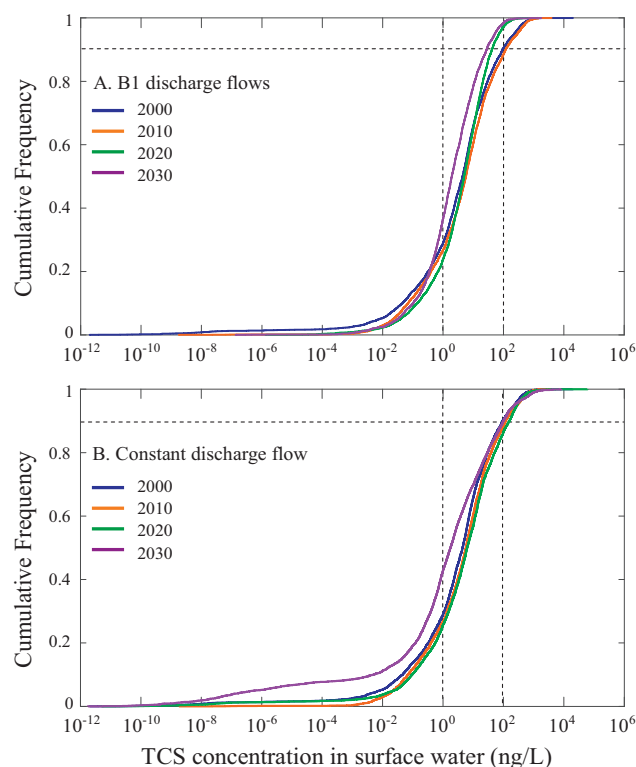 1
0.8
0.6
0.4
0.2
0
Cumulative Frequency
A. B1 discharge flows
2000
2010
2020
2030
10⁻¹² 10⁻¹⁰ 10⁻⁸ 10⁻⁶ 10⁻⁴ 10⁻² 10⁰ 10² 10⁴ 10⁶
1
0.8
0.6
0.4
0.2
0
Cumulative Frequency
B. Constant discharge flow
2000
2010
2020
2030
10⁻¹² 10⁻¹⁰ 10⁻⁸ 10⁻⁶ 10⁻⁴ 10⁻² 10⁰ 10² 10⁴ 10⁶
TCS concentration in surface water (ng/L)